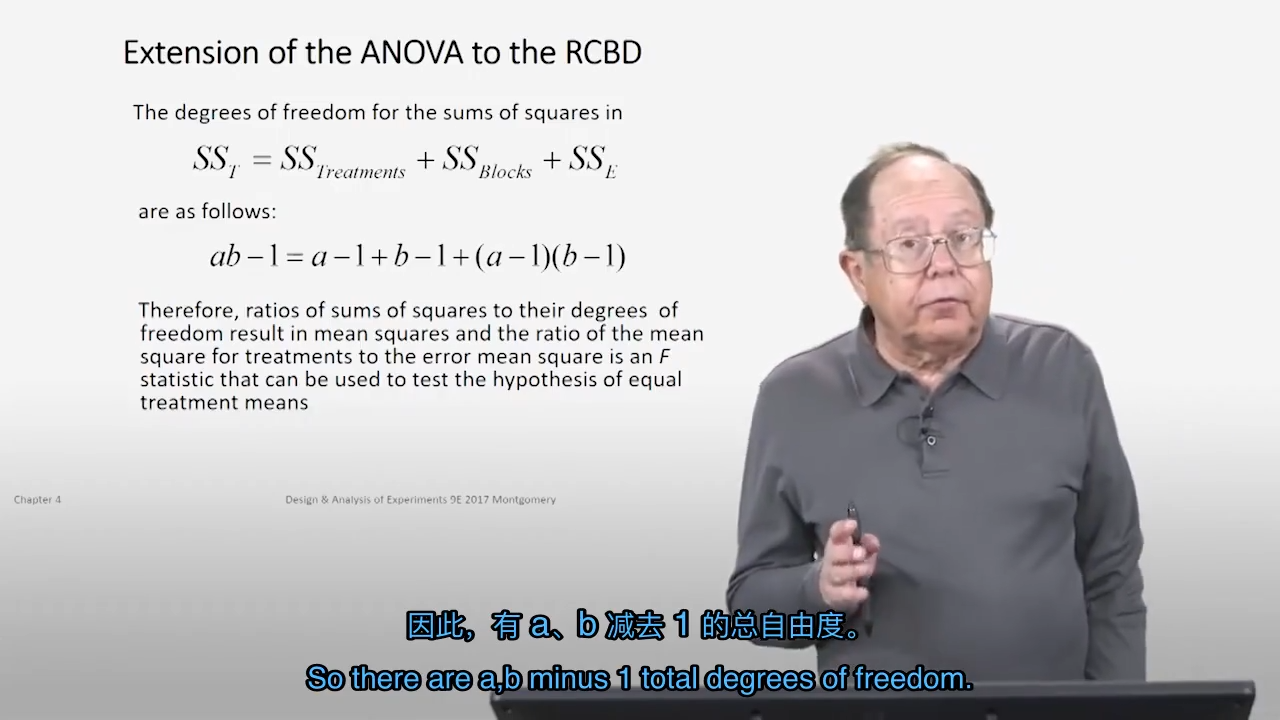 Extension of the ANOVA to the RCBD
The degrees of freedom for the sums of squares in
SS_T = SS_Treatments + SS_Blocks + SS_E
are as follows:
ab − 1 = a − 1 + b − 1 + (a − 1)(b − 1)
Therefore, ratios of sums of squares to their degrees of
freedom result in mean squares and the ratio of the mean
square for treatments to the error mean square is an F
statistic that can be used to test the hypothesis of equal
treatment means
Chapter 4
Design & Analysis of Experiments 9E 2017 Montgomery
因此，有 a、b 减去 1 的总自由度。
So there are a,b minus 1 total degrees of freedom.